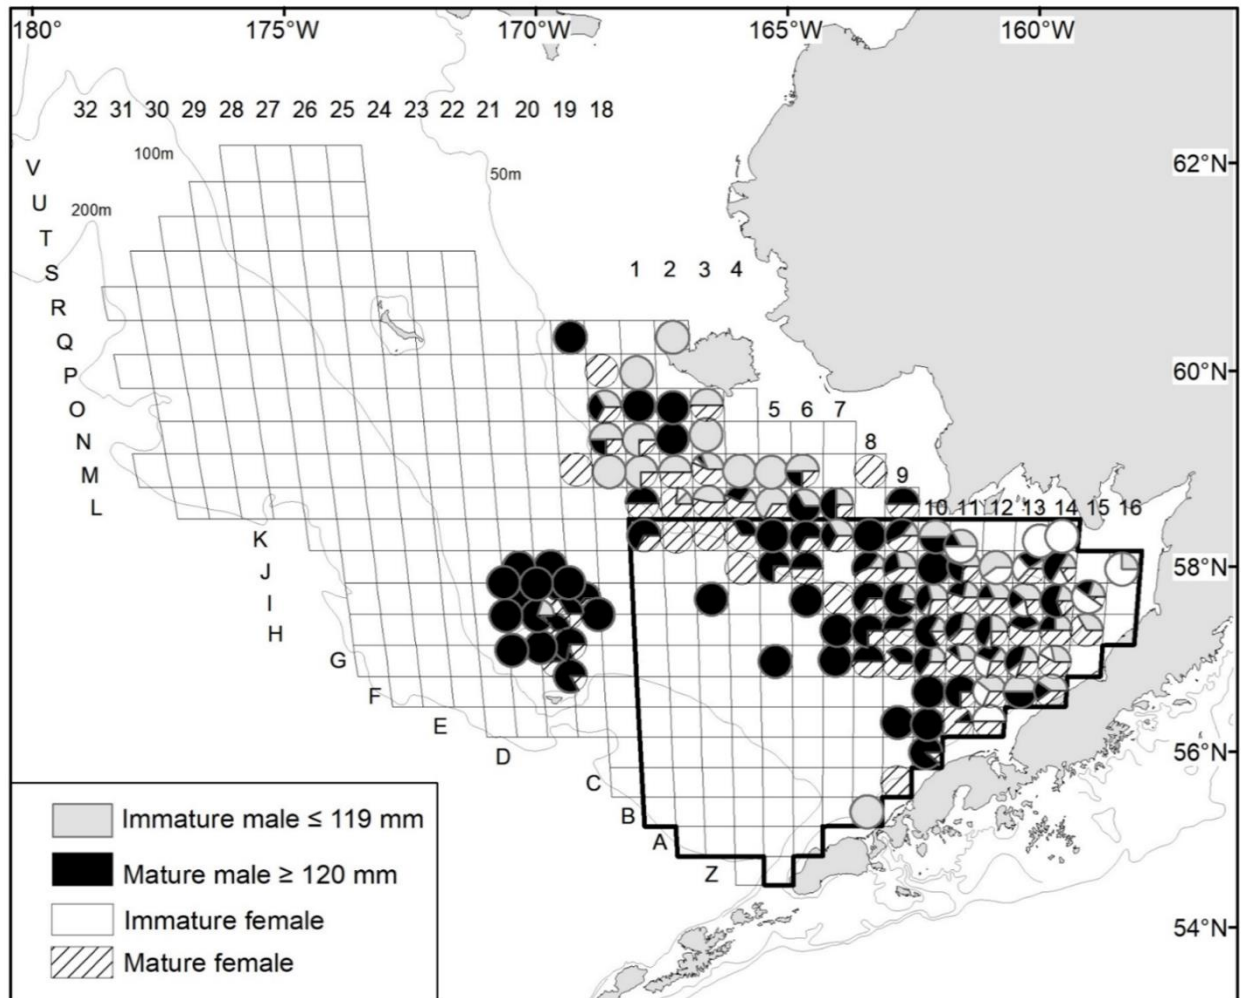 180° 175°W 170°W 165°W 160°W
32 31 30 29 28 27 26 25 24 23 22 21 20 19 18
100m
62°N
V
50m
U
200m
T
S
1 2 3 4
R
Q
60°N
P
O
5 6 7
N
8
M
9
L
10 11 12 13 14 15 16
K
58°N
J
I
H
G
F
E
D
56°N
C
B
A
Z
54°N
Immature male ≤ 119 mm
Mature male ≥ 120 mm
Immature female
Mature female